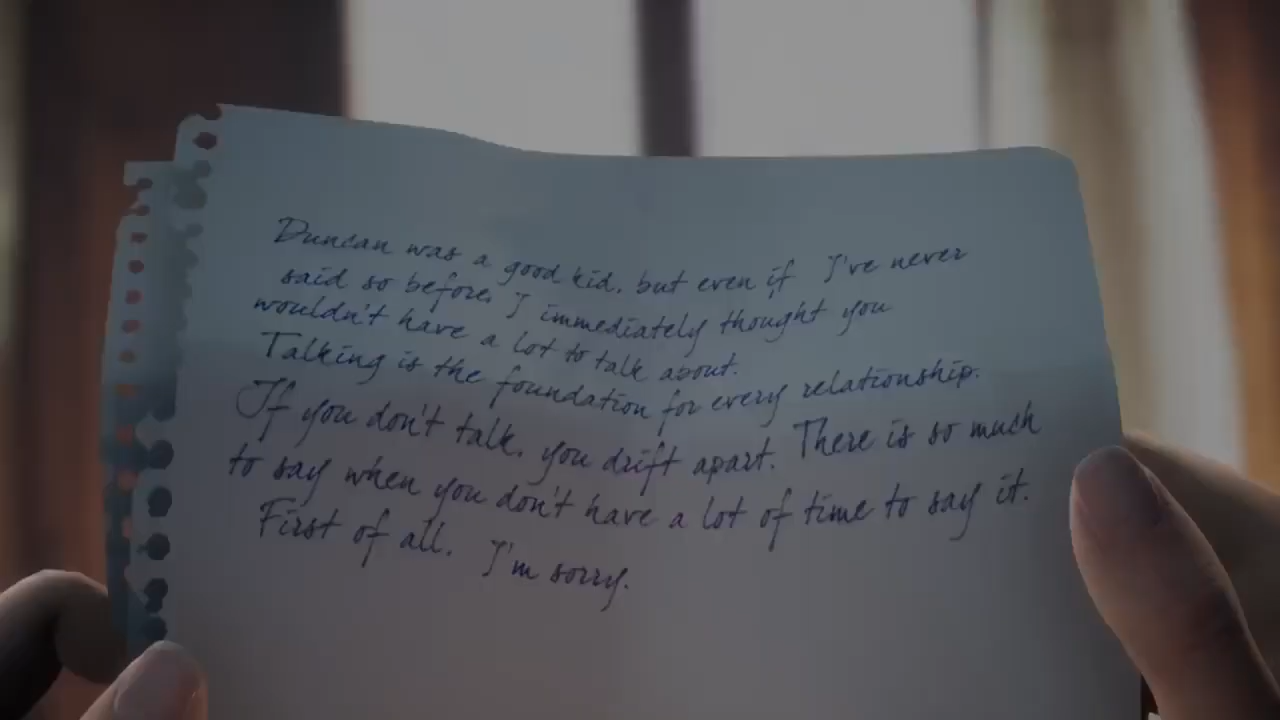 Duncan was a good kid, but even if I've never
said so before, I immediately thought you
wouldn't have a lot to talk about.
Talking is the foundation for every relationship.
If you don't talk, you drift apart. There is so much
to say when you don't have a lot of time to say it.
First of all, I'm sorry.